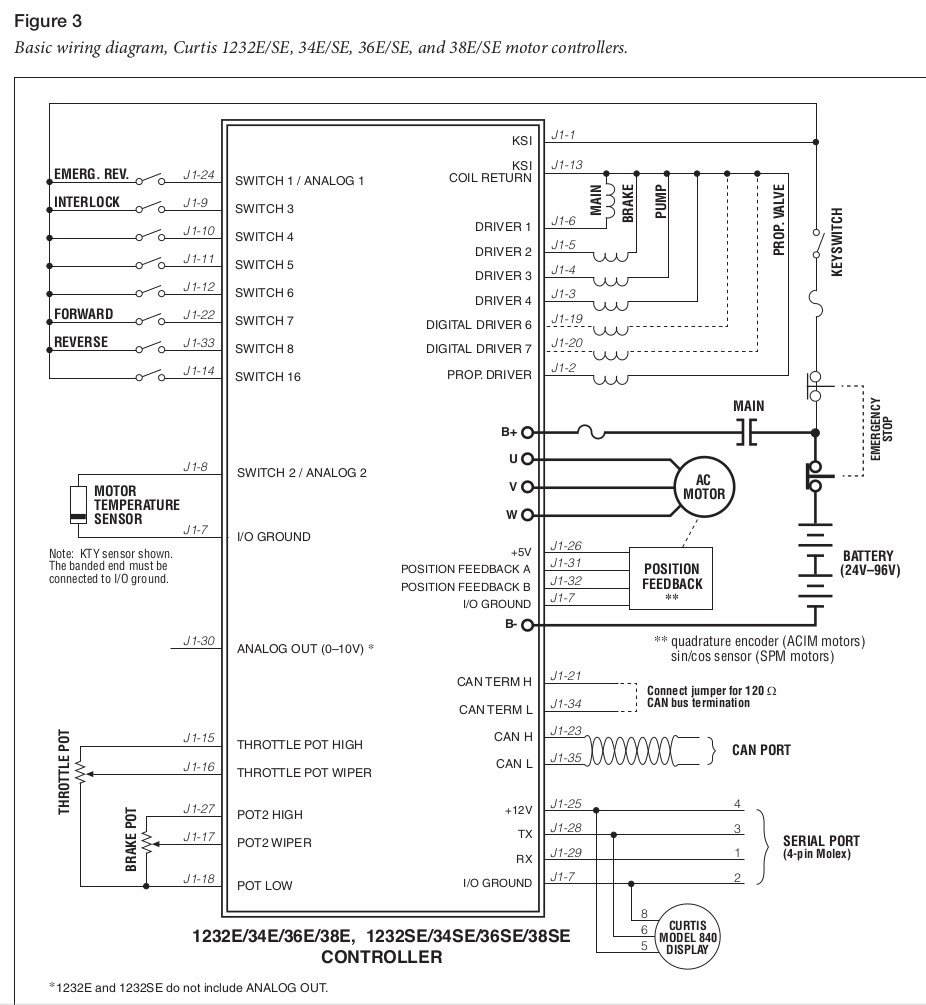 Figure 3
Basic wiring diagram, Curtis 1232E/SE, 34E/SE, 36E/SE, and 38E/SE motor controllers.
EMERG. REV.
J1-24
SWITCH 1 / ANALOG 1
INTERLOCK
J1-9
SWITCH 3
J1-10
SWITCH 4
J1-11
SWITCH 5
J1-12
SWITCH 6
FORWARD
J1-22
SWITCH 7
REVERSE
J1-33
SWITCH 8
J1-14
SWITCH 16
J1-8
SWITCH 2 / ANALOG 2
MOTOR
TEMPERATURE
SENSOR
J1-7
I/O GROUND
Note: KTY sensor shown.
The banded end must be
connected to I/O ground.
J1-30
ANALOG OUT (0–10V) *
THROTTLE POT
J1-15
THROTTLE POT HIGH
J1-16
THROTTLE POT WIPER
BRAKE POT
J1-27
POT2 HIGH
J1-17
POT2 WIPER
J1-18
POT LOW
KSI
J1-1
KSI
COIL RETURN
J1-13
MAIN
BRAKE
PUMP
PROP. VALVE
KEYSWITCH
DRIVER 1
J1-6
DRIVER 2
J1-5
DRIVER 3
J1-4
DRIVER 4
J1-3
DIGITAL DRIVER 6
J1-19
DIGITAL DRIVER 7
J1-20
PROP. DRIVER
J1-2
MAIN
EMERGENCY
STOP
B+
U
V
W
AC
MOTOR
BATTERY
(24V–96V)
+5V
J1-26
POSITION FEEDBACK A
J1-31
POSITION FEEDBACK B
J1-32
I/O GROUND
J1-7
POSITION
FEEDBACK
**
B-
** quadrature encoder (ACIM motors)
sin/cos sensor (SPM motors)
CAN TERM H
J1-21
CAN TERM L
J1-34
Connect jumper for 120 Ω
CAN bus termination
CAN H
J1-23
CAN L
J1-35
CAN PORT
+12V
J1-25
4
TX
J1-28
3
RX
J1-29
1
I/O GROUND
J1-7
2
SERIAL PORT
(4-pin Molex)
8
6
5
CURTIS
MODEL 840
DISPLAY
1232E/34E/36E/38E, 1232SE/34SE/36SE/38SE
CONTROLLER
*1232E and 1232SE do not include ANALOG OUT.